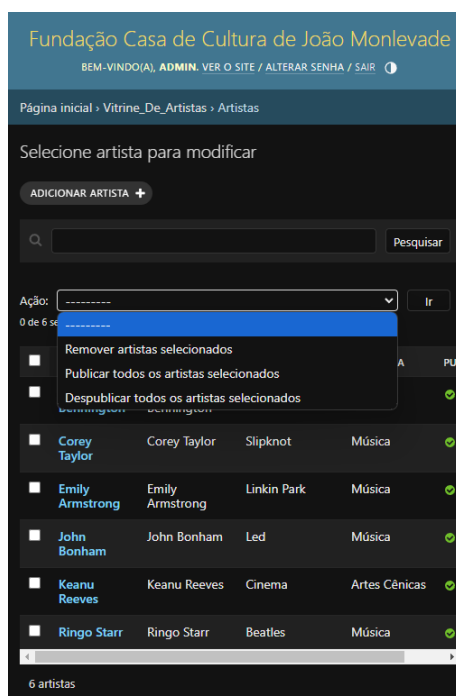 Fundação Casa de Cultura de João Monlevade
BEM-VINDO(A), ADMIN. VER O SITE / ALTERAR SENHA / SAIR
Página inicial › Vitrine_De_Artistas › Artistas
Selecione artista para modificar
ADICIONAR ARTISTA +
Pesquisar
Ação: --------- Ir
0 de 6 se
---------
Remover artistas selecionados
Publicar todos os artistas selecionados
Despublicar todos os artistas selecionados
A PU
Bennington Bennington
Corey Taylor Corey Taylor Slipknot Música
Emily Armstrong Emily Armstrong Linkin Park Música
John Bonham John Bonham Led Música
Keanu Reeves Keanu Reeves Cinema Artes Cênicas
Ringo Starr Ringo Starr Beatles Música
6 artistas